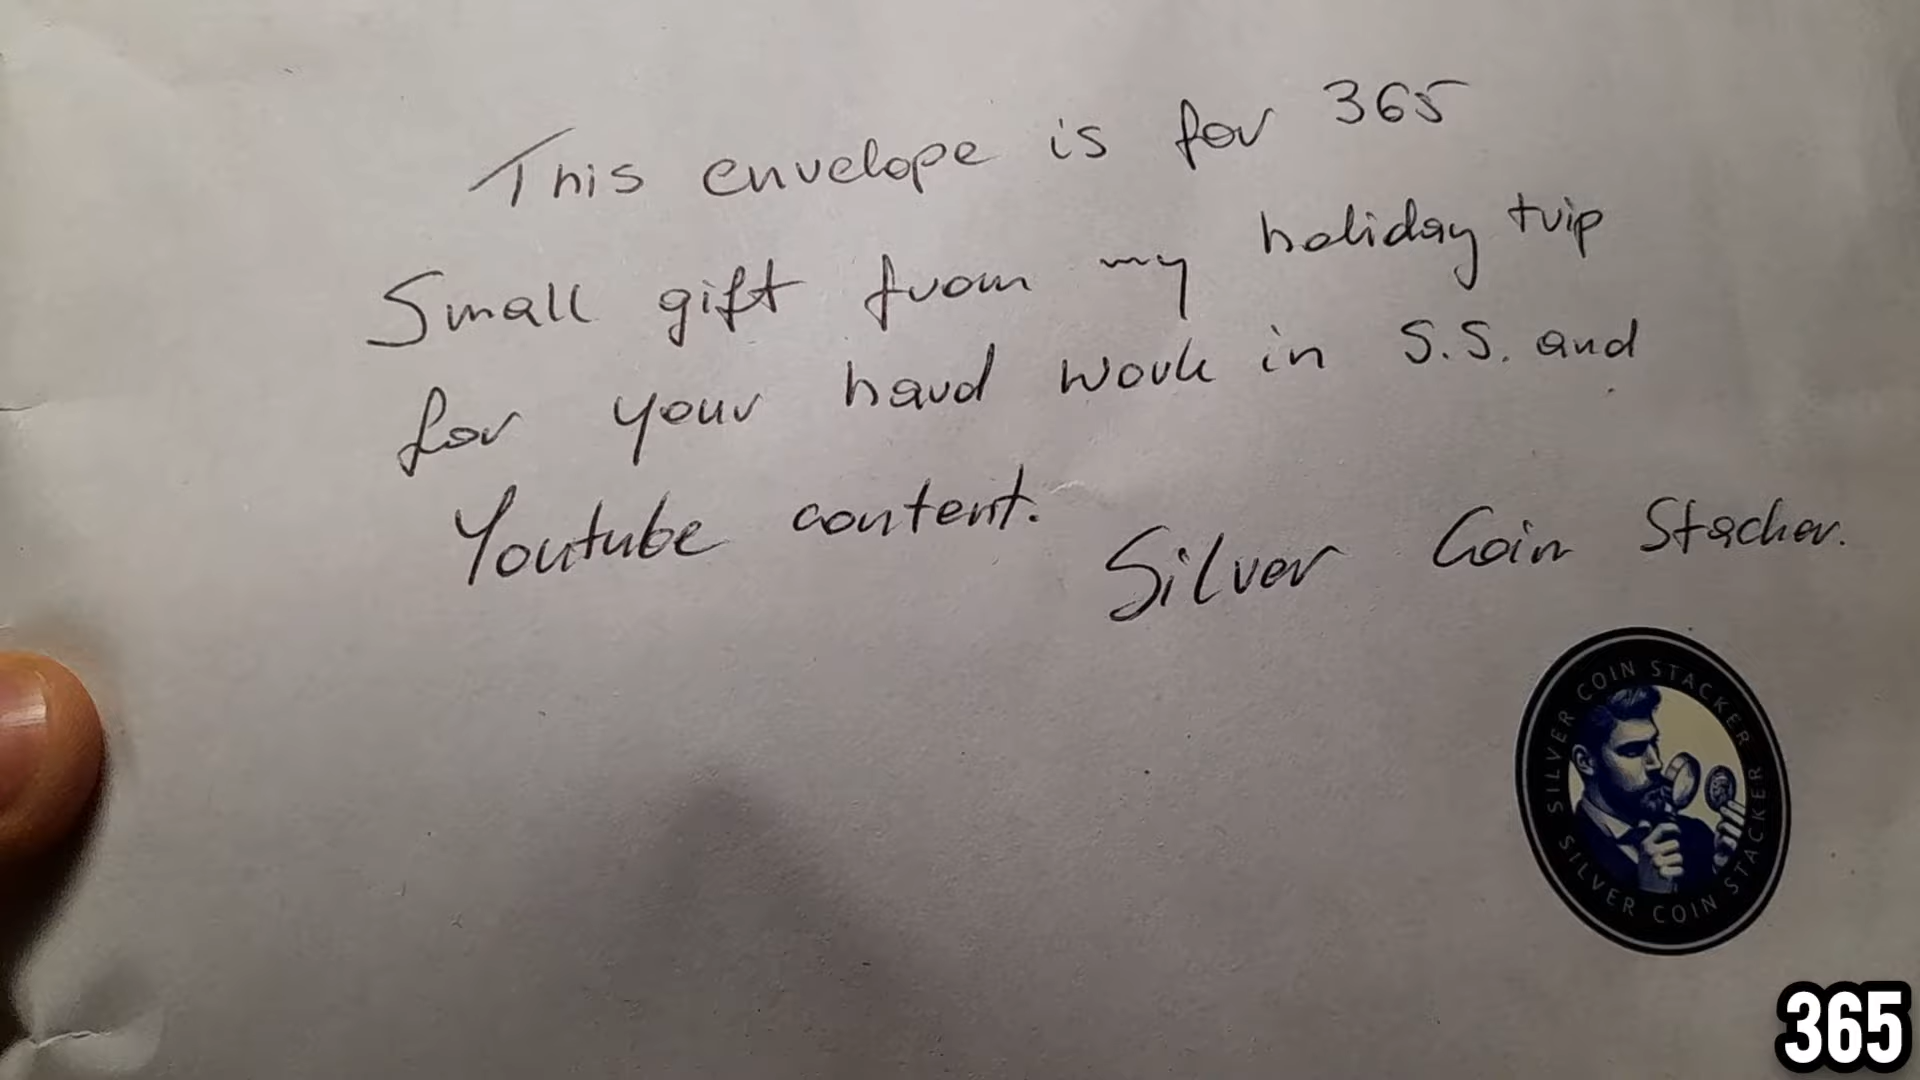 This envelope is for 365
Small gift from my holiday trip
for your hard work in S.S. and
Youtube content.
Silver Coin Stacker.
SILVER COIN STACKER
SILVER COIN STACKER
365